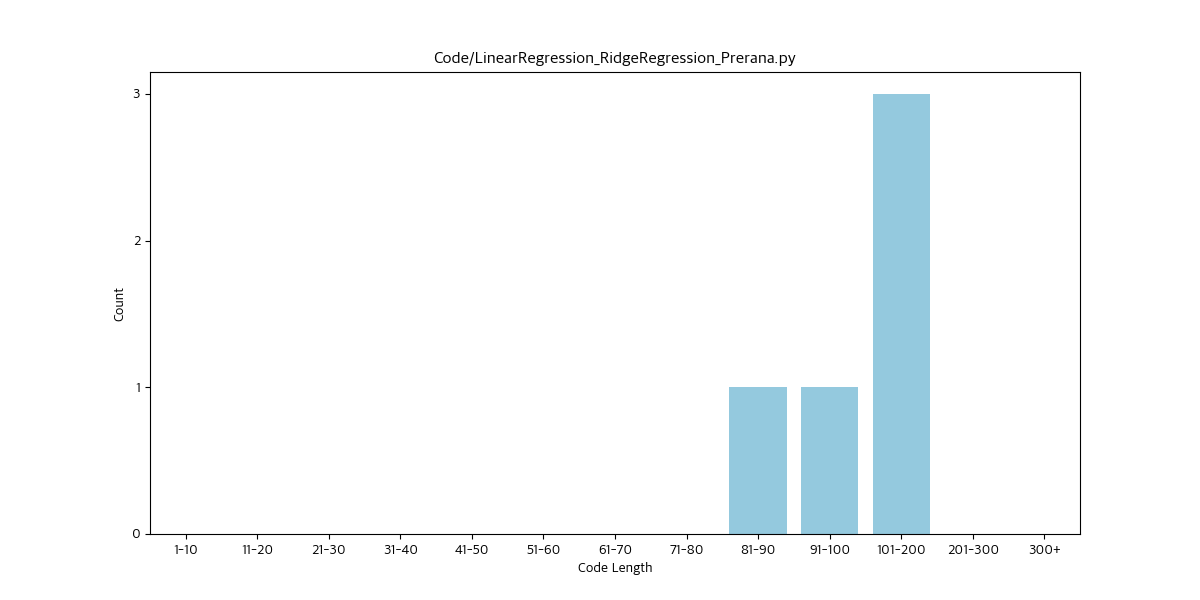 Code/LinearRegression_RidgeRegression_Prerana.py
3
2
1
0
Count
1-10 11-20 21-30 31-40 41-50 51-60 61-70 71-80 81-90 91-100 101-200 201-300 300+
Code Length